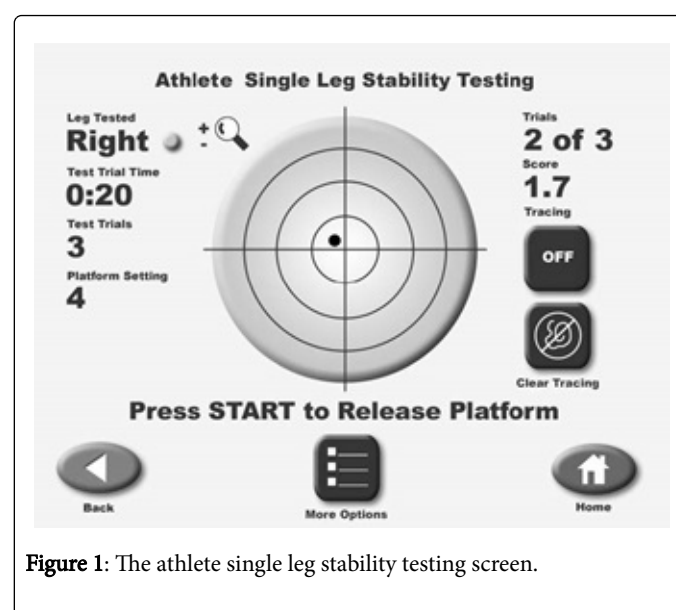 Athlete Single Leg Stability Testing
Leg Tested
Right
+
-
Test Trial Time
0:20
Test Trials
3
Platform Setting
4
Trials
2 of 3
Score
1.7
Tracing
OFF
Clear Tracing
Press START to Release Platform
Back
More Options
Home
Figure 1: The athlete single leg stability testing screen.